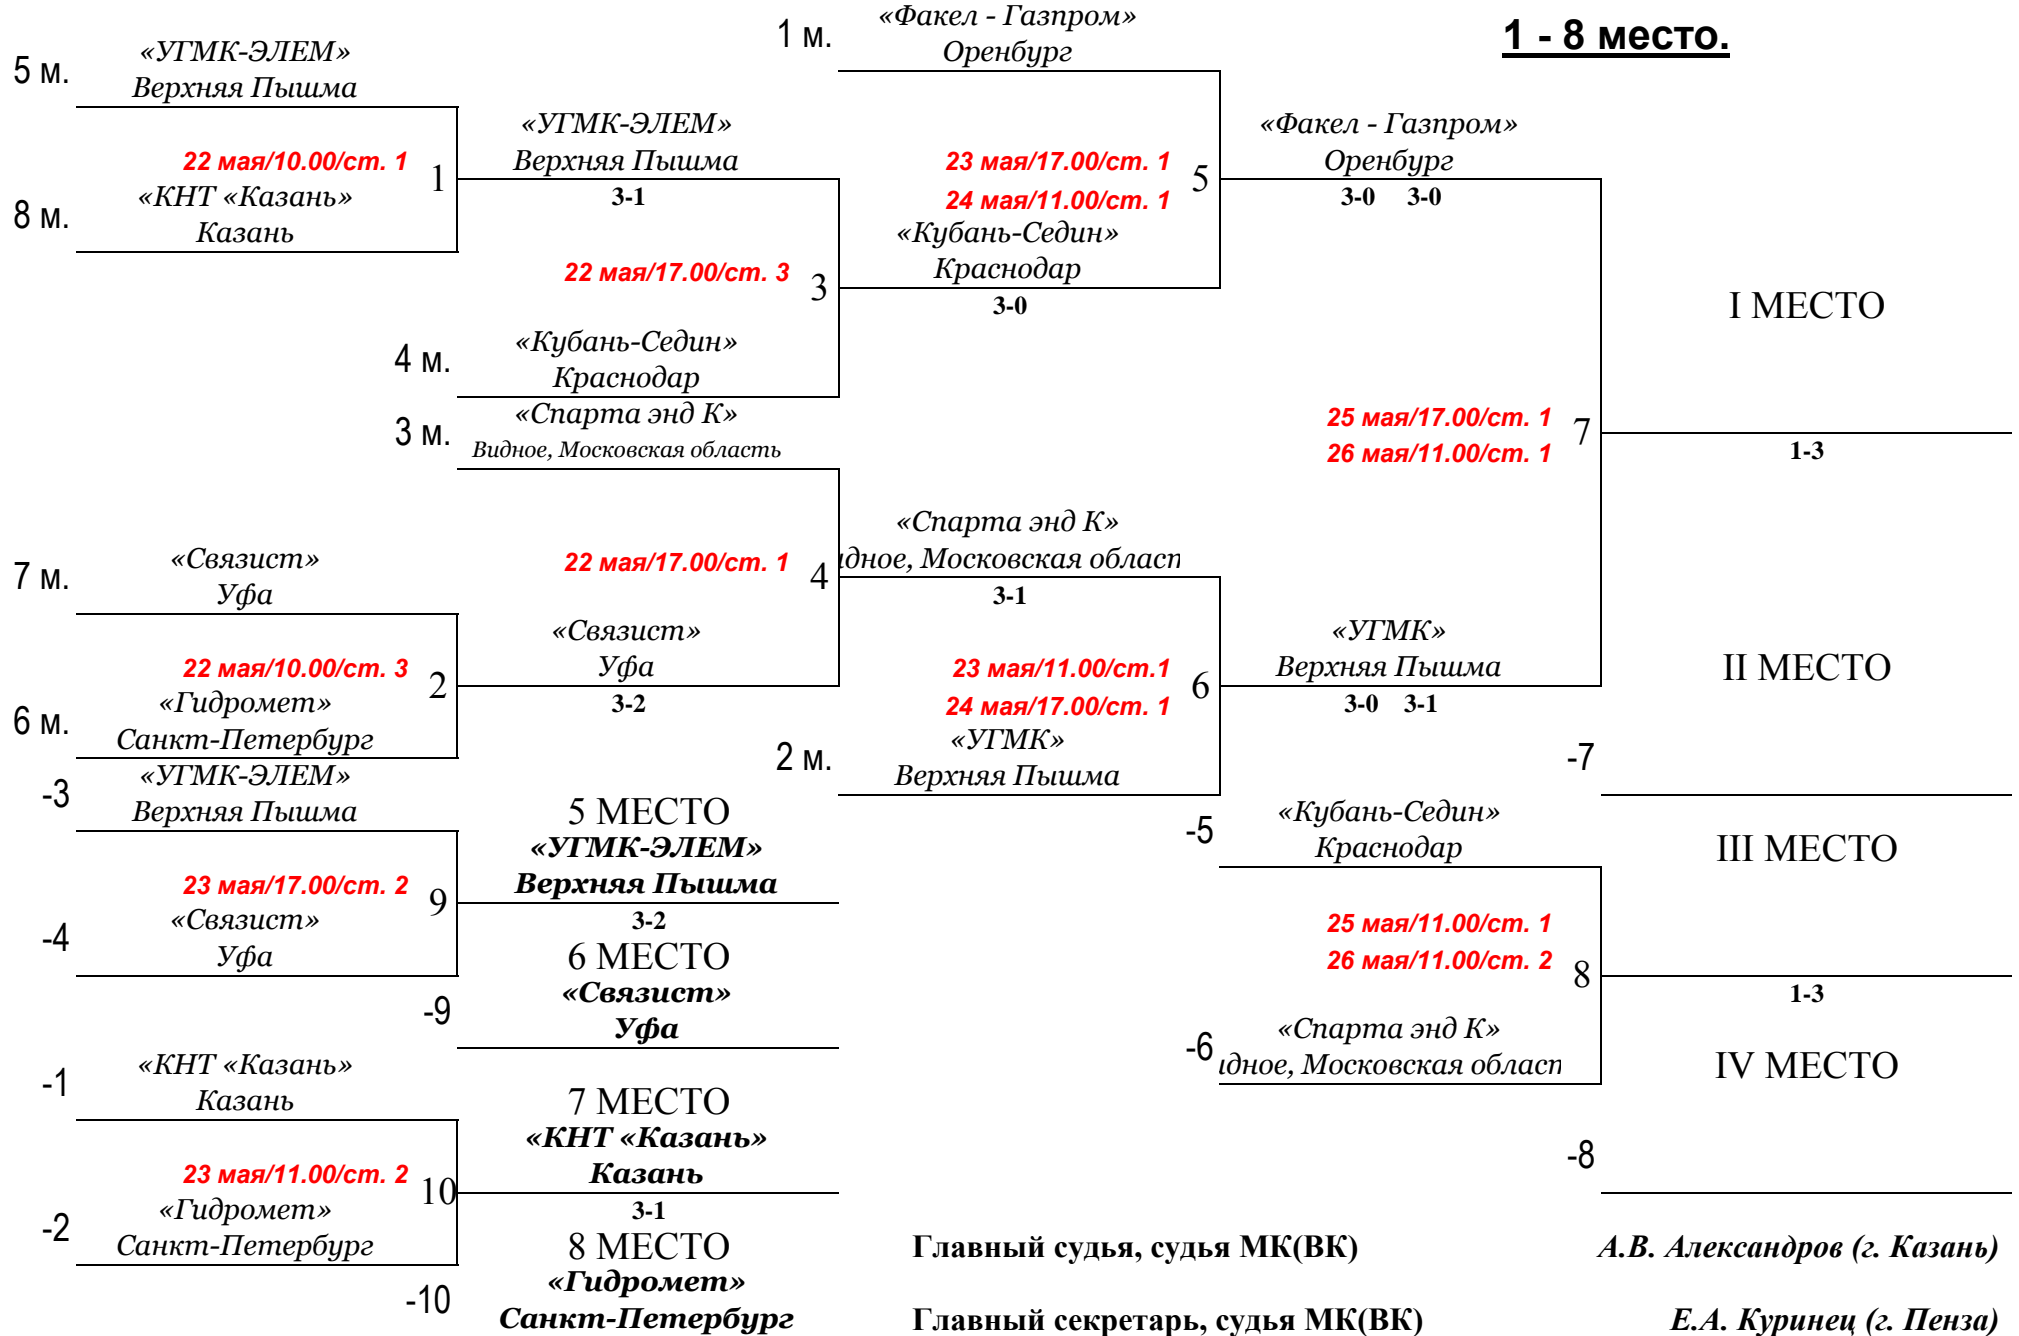 1 - 8 место.
1 м.
«Факел - Газпром»
Оренбург
5 м.
«УГМК-ЭЛЕМ»
Верхняя Пышма
22 мая/10.00/ст. 1
1
8 м.
«КНТ «Казань»
Казань
«УГМК-ЭЛЕМ»
Верхняя Пышма
3-1
22 мая/17.00/ст. 3
3
4 м.
«Кубань-Седин»
Краснодар
23 мая/17.00/ст. 1
24 мая/11.00/ст. 1
5
«Кубань-Седин»
Краснодар
3-0
«Факел - Газпром»
Оренбург
3-0 3-0
I МЕСТО
3 м.
«Спарта энд К»
Видное, Московская область
25 мая/17.00/ст. 1
26 мая/11.00/ст. 1
7
1-3
7 м.
«Связист»
Уфа
22 мая/10.00/ст. 3
2
6 м.
«Гидромет»
Санкт-Петербург
22 мая/17.00/ст. 1
4
«Связист»
Уфа
3-2
«Спарта энд К»
идное, Московская област
3-1
23 мая/11.00/ст.1
24 мая/17.00/ст. 1
6
2 м.
«УГМК»
Верхняя Пышма
«УГМК»
Верхняя Пышма
3-0 3-1
II МЕСТО
-7
-3
«УГМК-ЭЛЕМ»
Верхняя Пышма
23 мая/17.00/ст. 2
9
-4
«Связист»
Уфа
5 МЕСТО
«УГМК-ЭЛЕМ»
Верхняя Пышма
3-2
6 МЕСТО
-9
«Связист»
Уфа
-5
«Кубань-Седин»
Краснодар
III МЕСТО
25 мая/11.00/ст. 1
26 мая/11.00/ст. 2
8
1-3
-6
«Спарта энд К»
идное, Московская област
IV МЕСТО
-8
-1
«КНТ «Казань»
Казань
23 мая/11.00/ст. 2
10
-2
«Гидромет»
Санкт-Петербург
7 МЕСТО
«КНТ «Казань»
Казань
3-1
8 МЕСТО
-10
«Гидромет»
Санкт-Петербург
Главный судья, судья МК(ВК) А.В. Александров (г. Казань)
Главный секретарь, судья МК(ВК) Е.А. Куринец (г. Пенза)